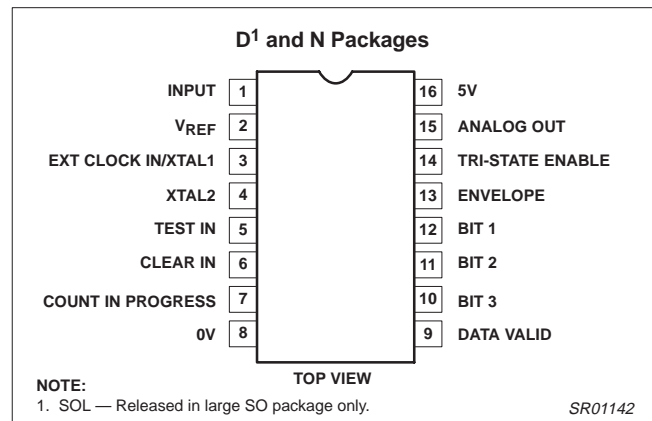 D1 and N Packages
INPUT 1 16 5V
VREF 2 15 ANALOG OUT
EXT CLOCK IN/XTAL1 3 14 TRI-STATE ENABLE
XTAL2 4 13 ENVELOPE
TEST IN 5 12 BIT 1
CLEAR IN 6 11 BIT 2
COUNT IN PROGRESS 7 10 BIT 3
0V 8 9 DATA VALID
TOP VIEW
NOTE:
1. SOL — Released in large SO package only.
SR01142